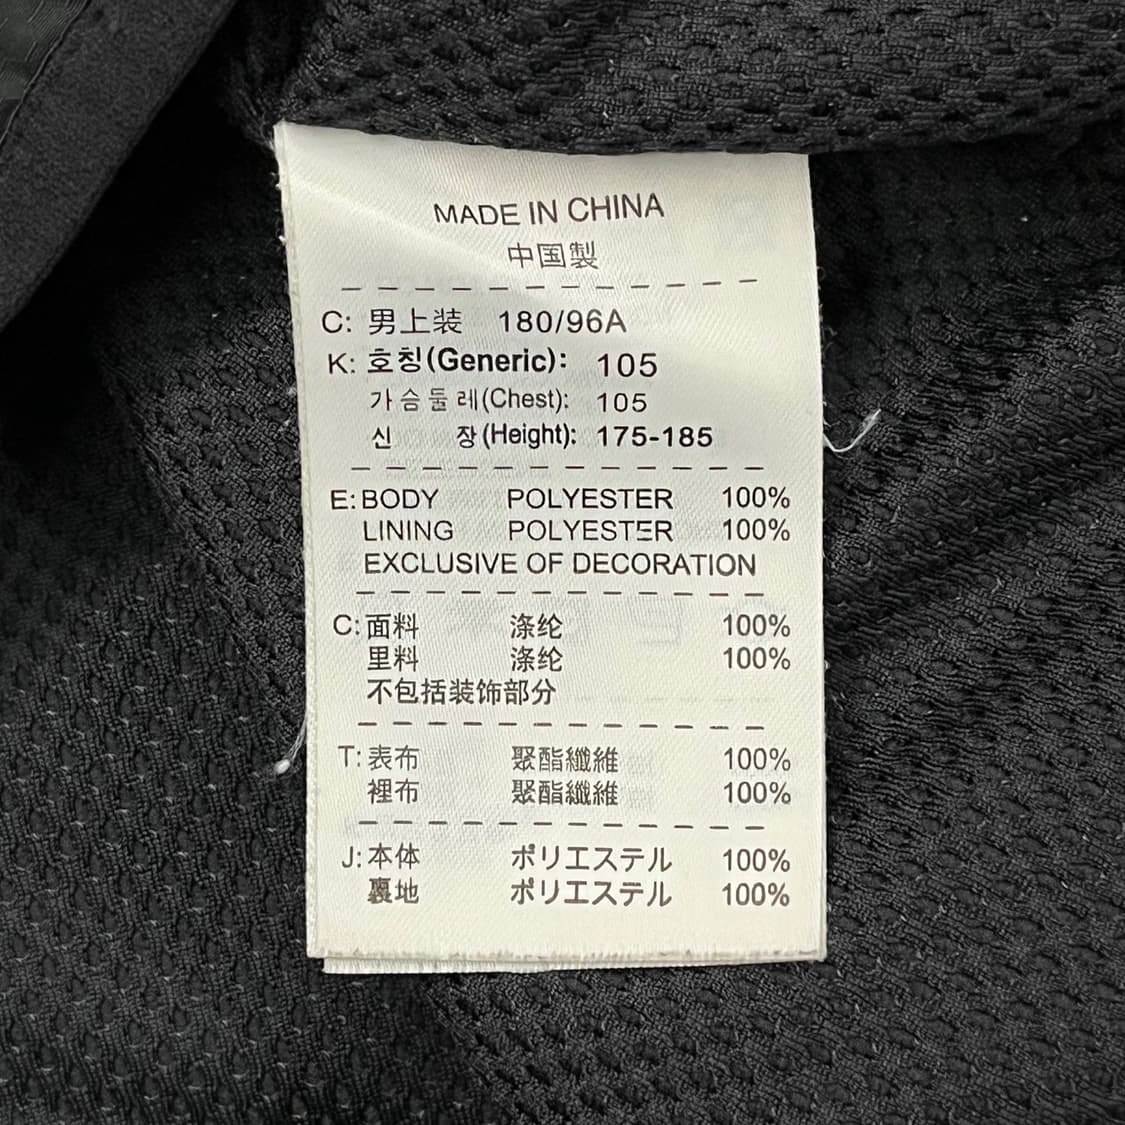 MADE IN CHINA
中国製
C: 男上装 180/96A
K: 호칭(Generic): 105
가슴둘레(Chest): 105
신 장(Height): 175-185
E: BODY POLYESTER 100%
LINING POLYESTER 100%
EXCLUSIVE OF DECORATION
C: 面料 涤纶 100%
里料 涤纶 100%
不包括装饰部分
T: 表布 聚酯纖維 100%
裡布 聚酯纖維 100%
J: 本体 ポリエステル 100%
裏地 ポリエステル 100%